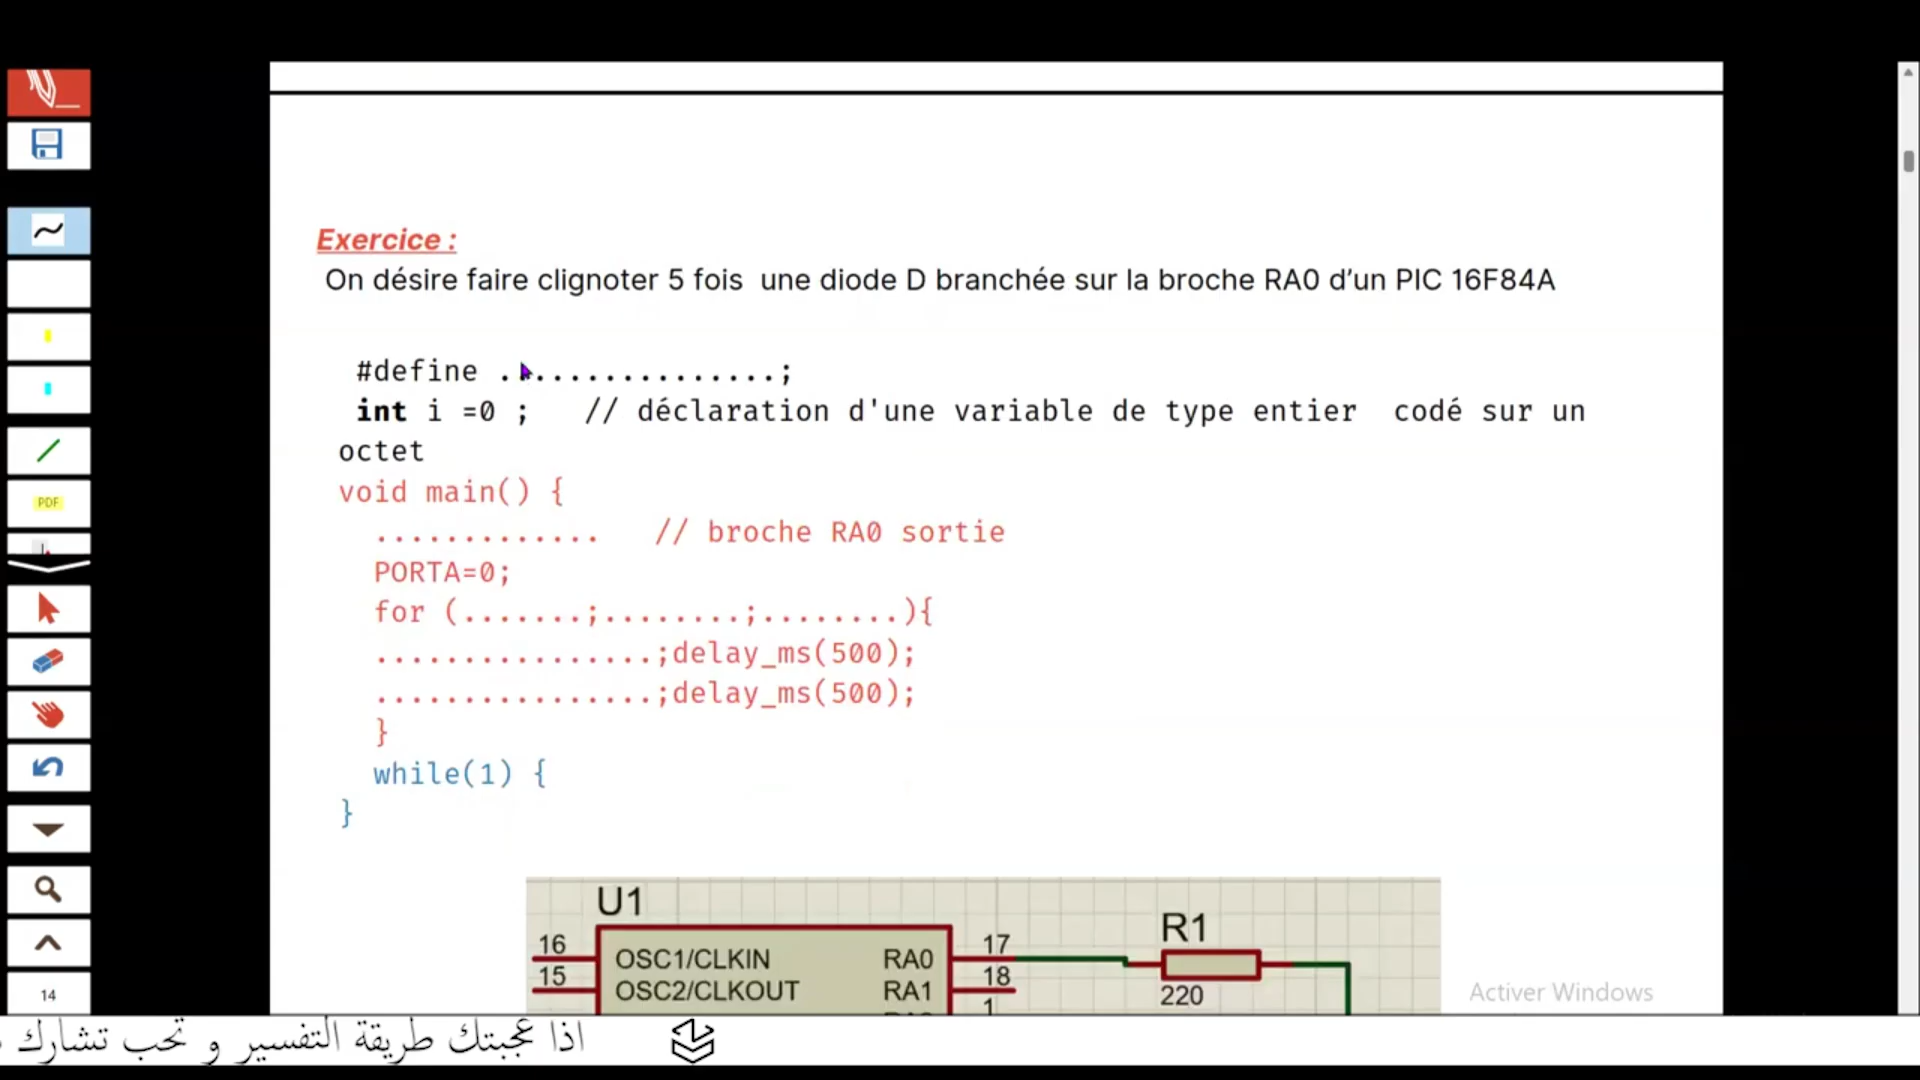 Exercice :
On désire faire clignoter 5 fois  une diode D branchée sur la broche RA0 d’un PIC 16F84A
#define ................;
int i =0 ;   // déclaration d'une variable de type entier  codé sur un
octet
void main() {
.............   // broche RA0 sortie
PORTA=0;
for (.......;........;........){
................;delay_ms(500);
................;delay_ms(500);
}
while(1) {
}
U1
R1
16
OSC1/CLKIN
RA0
17
15
OSC2/CLKOUT
RA1
18
1
220
PDF
14
Activer Windows
اذا عجبتك طريقة التفسير و تحب تشارك